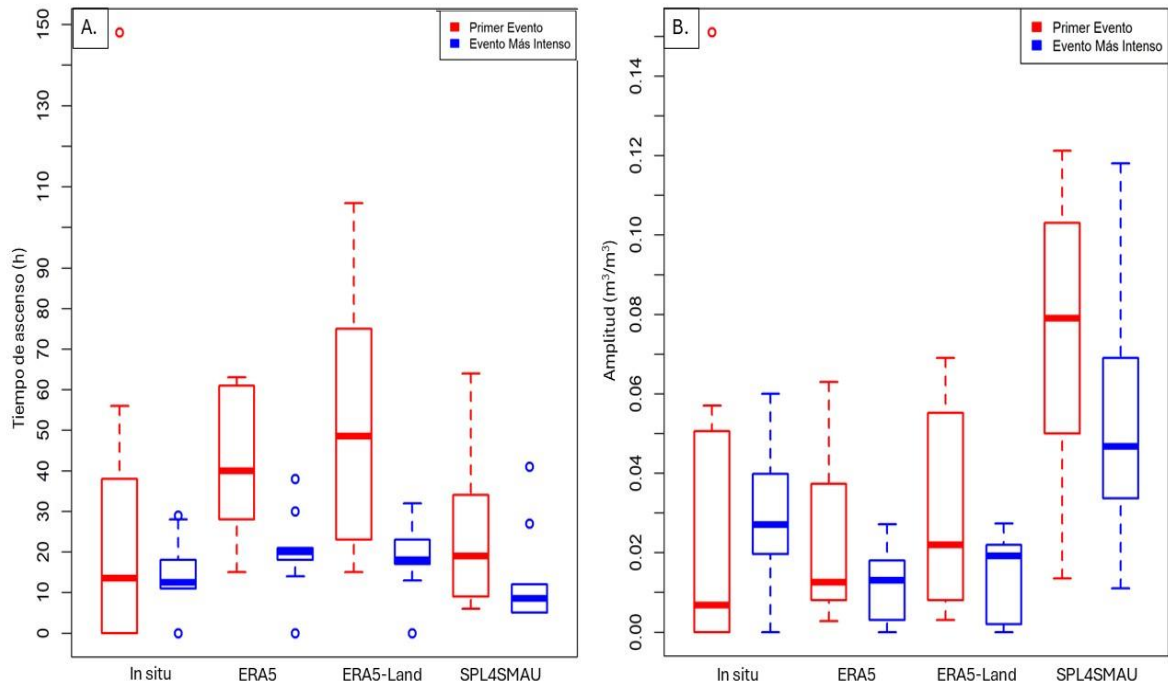 A.
Primer Evento
Evento Más Intenso
Tiempo de ascenso (h)
150
130
110
90
80
70
60
50
40
30
20
10
0
In situ
ERA5
ERA5-Land
SPL4SMAU
B.
Primer Evento
Evento Más Intenso
Amplitud (m³/m³)
0.14
0.12
0.10
0.08
0.06
0.04
0.02
0.00
In situ
ERA5
ERA5-Land
SPL4SMAU